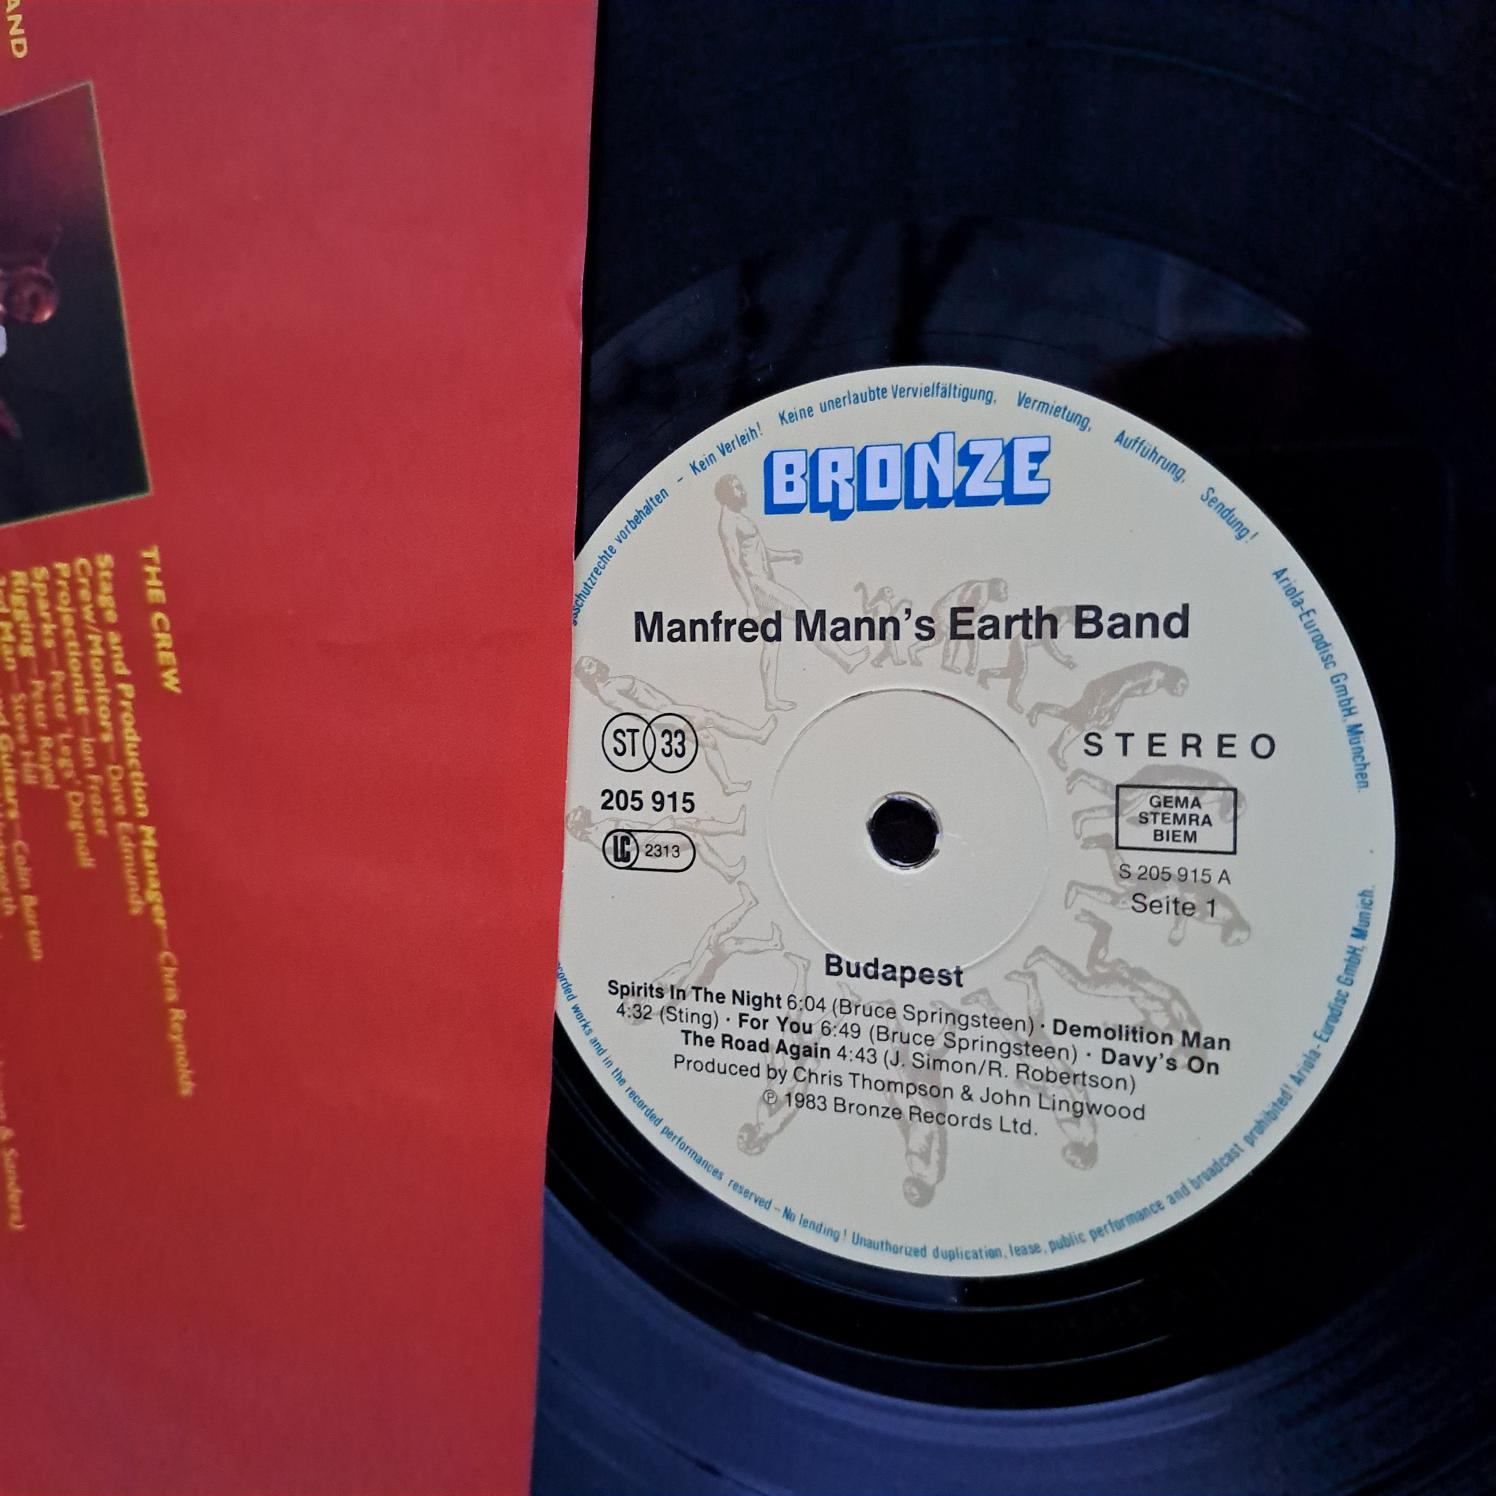 AND
THE CREW
Stage and Production Manager—Chris Reynolds
Crew/Monitors—Dave Edmunds
Projectionist—Ian Frazer
Sparks—Peter 'Legs' Dignall
Rigging—Peter Royel
Steve Hill
Guitars—Colin Barton
schutzrechte vorbehalten - Kein Verleih! Keine unerlaubte Vervielfältigung, Vermietung, Aufführung, Sendung! Ariola-Eurodisc GmbH, München.
BRONZE
Manfred Mann's Earth Band
ST 33
205 915
LC 2313
STEREO
GEMA
STEMRA
BIEM
S 205 915 A
Seite 1
Budapest
Spirits In The Night 6:04 (Bruce Springsteen) · Demolition Man
4:32 (Sting) · For You 6:49 (Bruce Springsteen) · Davy's On
The Road Again 4:43 (J. Simon/R. Robertson)
Produced by Chris Thompson & John Lingwood
℗ 1983 Bronze Records Ltd.
recorded works and in the recorded performances reserved - No lending! Unauthorized duplication, lease, public performance and broadcast prohibited! Ariola-Eurodisc GmbH, Munich.